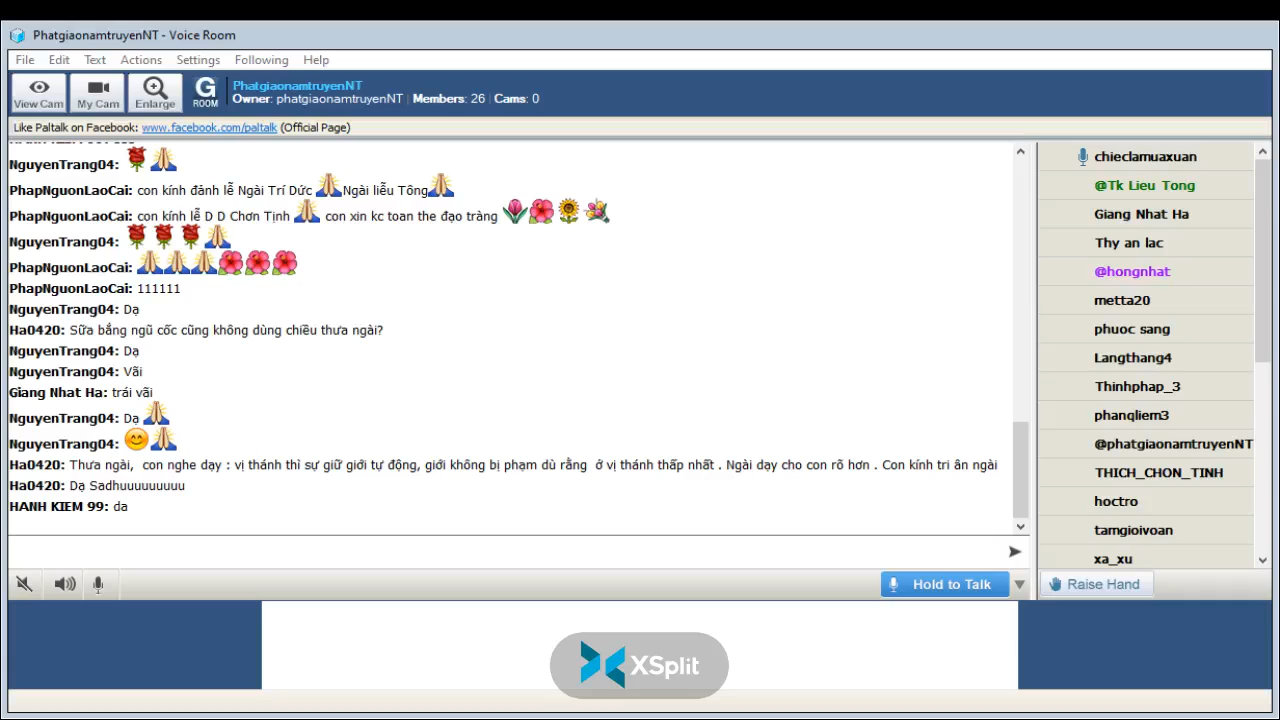 PhatgiaonamtruyenNT - Voice Room
File Edit Text Actions Settings Following Help
View Cam My Cam Enlarge G ROOM
PhatgiaonamtruyenNT
Owner: phatgiaonamtruyenNT Members: 26 Cams: 0
Like Paltalk on Facebook: www.facebook.com/paltalk (Official Page)
NguyenTrang04:
PhapNguonLaoCai: con kính đảnh lễ Ngài Trí Dức Ngài liễu Tông
PhapNguonLaoCai: con kính lễ D D Chơn Tịnh con xin kc toan the đạo tràng
NguyenTrang04:
PhapNguonLaoCai:
PhapNguonLaoCai: 111111
NguyenTrang04: Dạ
Ha0420: Sữa bắng ngũ cốc cũng không dùng chiều thưa ngài?
NguyenTrang04: Dạ
NguyenTrang04: Vãi
Giang Nhat Ha: trái vãi
NguyenTrang04: Dạ
NguyenTrang04:
Ha0420: Thưa ngài, con nghe dạy : vị thánh thì sự giữ giới tự động, giới không bị phạm dù rằng ở vị thánh thấp nhất . Ngài dạy cho con rõ hơn . Con kính tri ân ngài
Ha0420: Dạ Sadhuuuuuuuuu
HANH KIEM 99: da
chieclamuaxuan
@Tk Lieu Tong
Giang Nhat Ha
Thy an lac
@hongnhat
metta20
phuoc sang
Langthang4
Thinhphap_3
phanqliem3
@phatgiaonamtruyenNT
THICH_CHON_TINH
hoctro
tamgioivoan
xa_xu
Hold to Talk
Raise Hand
XSplit